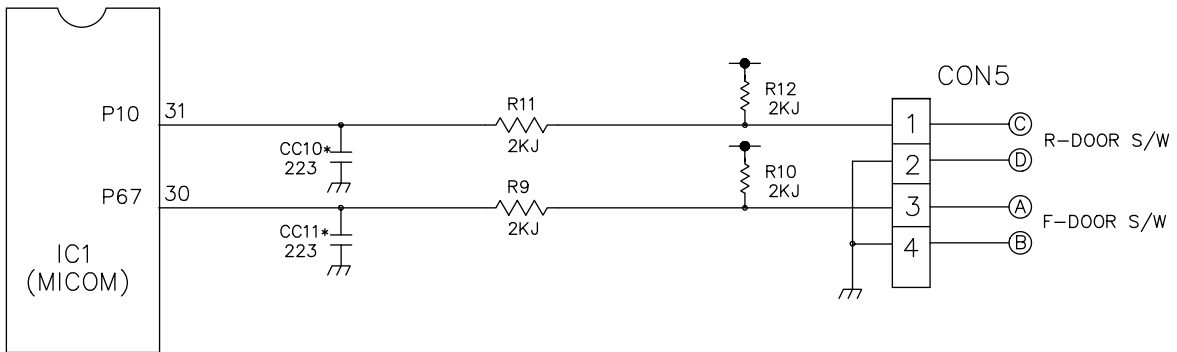 CON5
R12
2KJ
P10
31
R11
2KJ
CC10*
223
1
C
R-DOOR S/W
2
D
R10
2KJ
P67
30
R9
2KJ
CC11*
223
3
A
F-DOOR S/W
4
B
IC1
(MICOM)